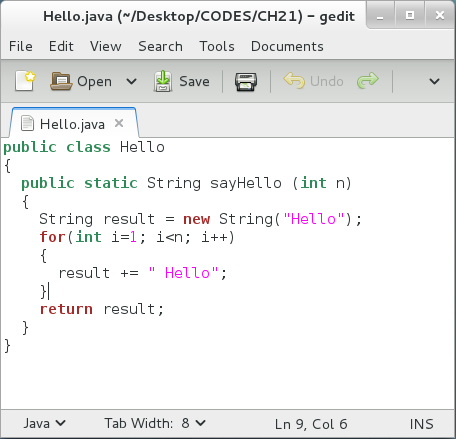 Hello.java (~/Desktop/CODES/CH21) - gedit
File Edit View Search Tools Documents
Open Save Undo
Hello.java
public class Hello
{
  public static String sayHello (int n)
  {
    String result = new String("Hello");
    for(int i=1; i<n; i++)
    {
      result += " Hello";
    }
    return result;
  }
}
Java Tab Width: 8 Ln 9, Col 6 INS